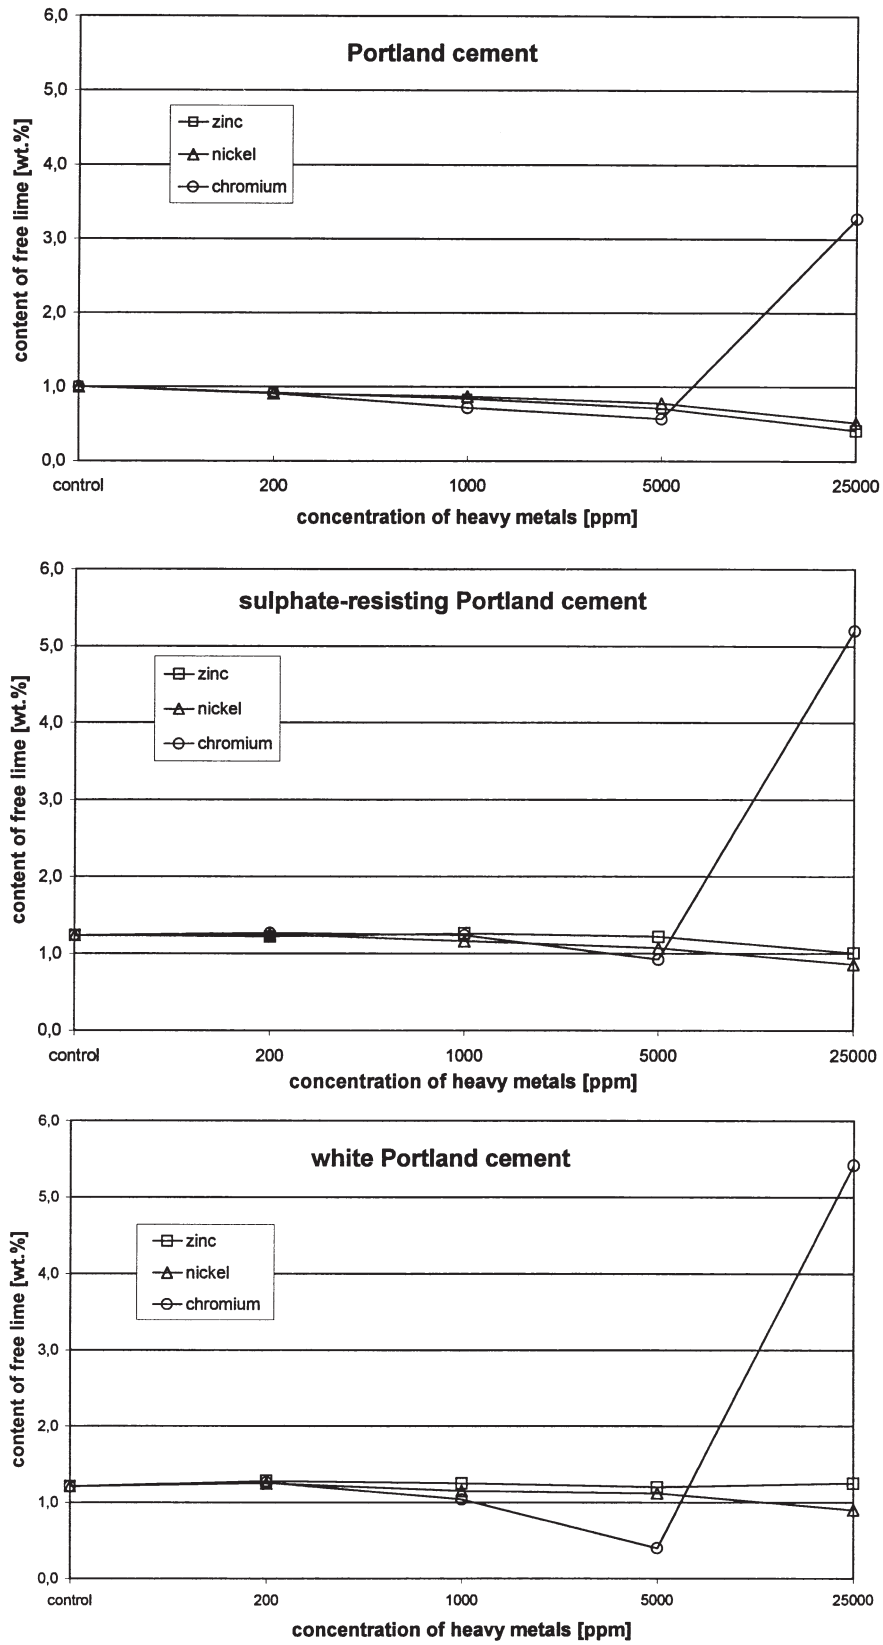 Portland cement
content of free lime [wt.%]
6,0
5,0
4,0
3,0
2,0
1,0
0,0
zinc
nickel
chromium
control 200 1000 5000 25000
concentration of heavy metals [ppm]
sulphate-resisting Portland cement
content of free lime [wt.%]
6,0
5,0
4,0
3,0
2,0
1,0
0,0
zinc
nickel
chromium
control 200 1000 5000 25000
concentration of heavy metals [ppm]
white Portland cement
content of free lime [wt.%]
6,0
5,0
4,0
3,0
2,0
1,0
0,0
zinc
nickel
chromium
control 200 1000 5000 25000
concentration of heavy metals [ppm]